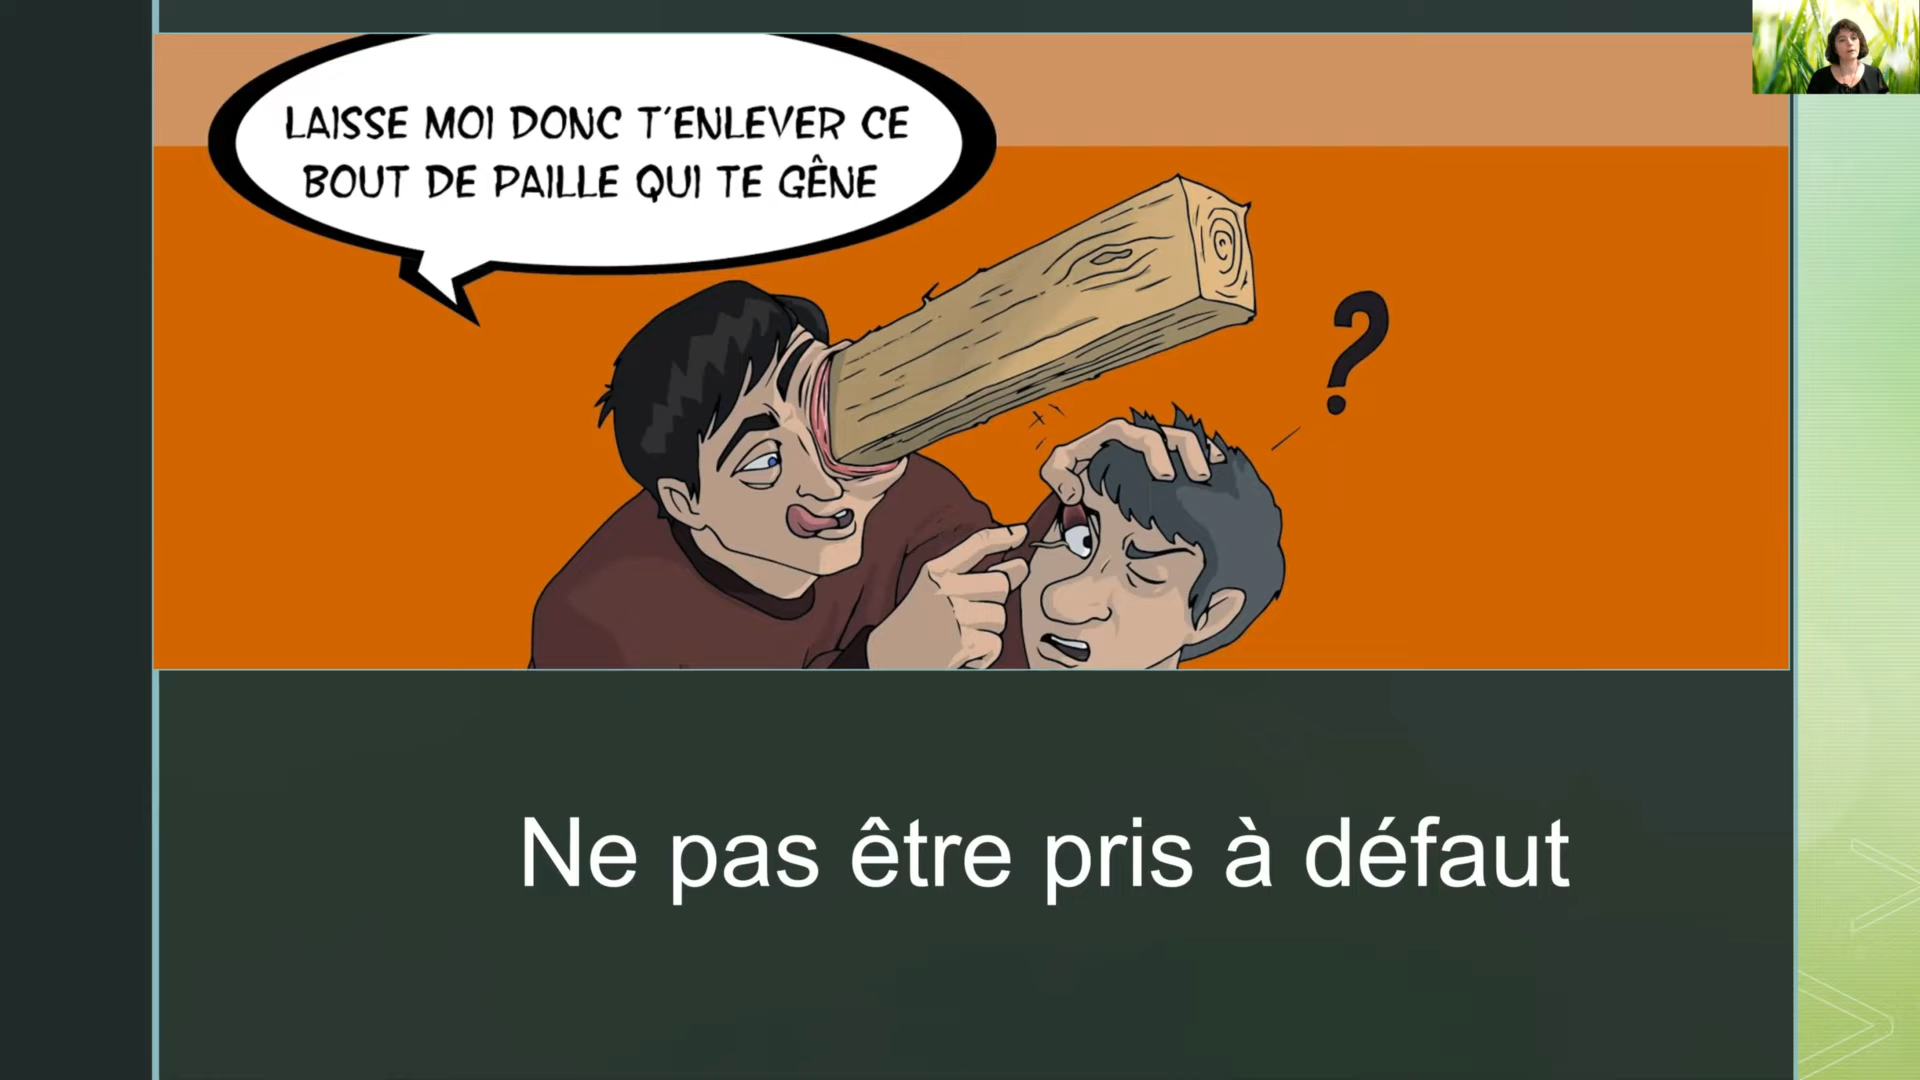 LAISSE MOI DONC T'ENLEVER CE
BOUT DE PAILLE QUI TE GÊNE
?
Ne pas être pris à défaut